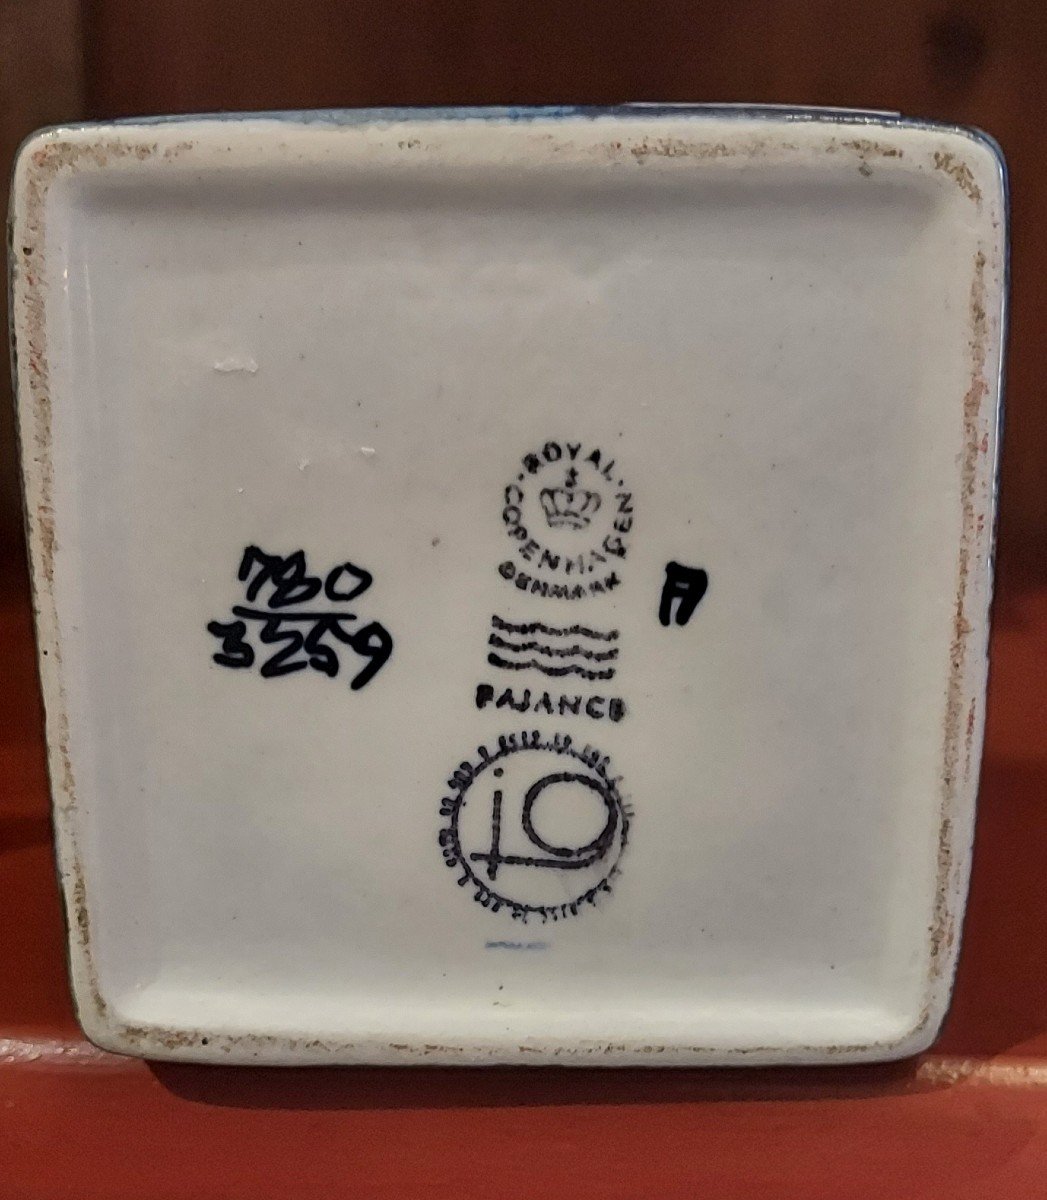 ROYAL
COPENHAGEN
DENMARK
FAJANCE
780
3259